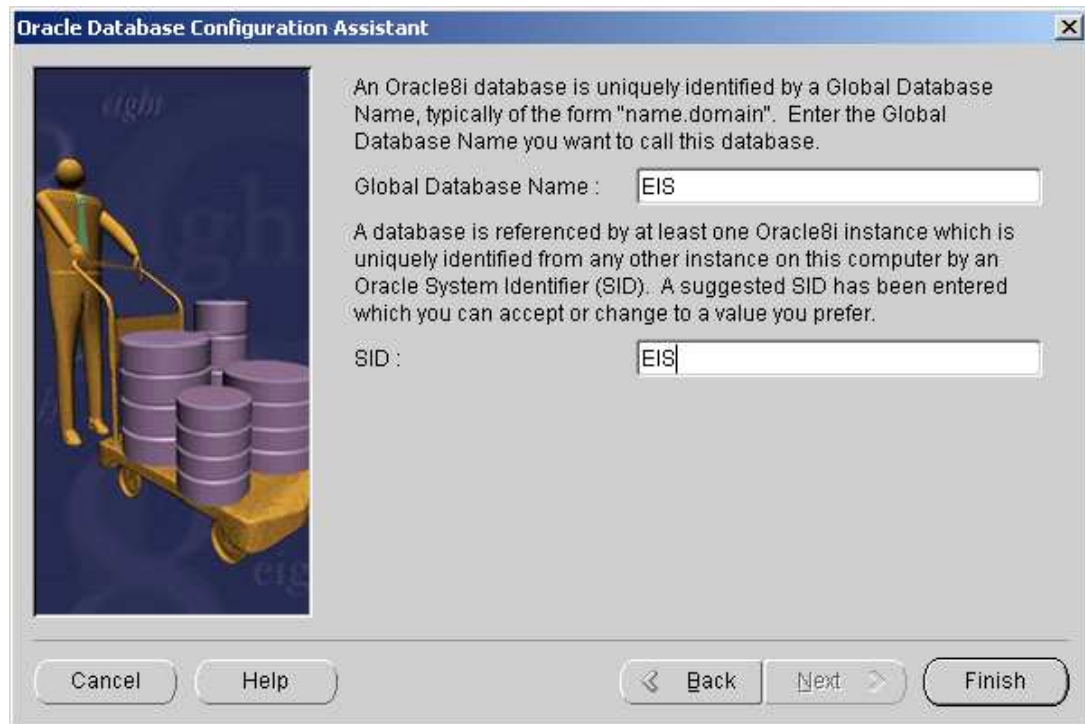 Oracle Database Configuration Assistant
eight
An Oracle8i database is uniquely identified by a Global Database
Name, typically of the form "name.domain".  Enter the Global
Database Name you want to call this database.
Global Database Name : EIS
A database is referenced by at least one Oracle8i instance which is
uniquely identified from any other instance on this computer by an
Oracle System Identifier (SID).  A suggested SID has been entered
which you can accept or change to a value you prefer.
SID : EIS
Cancel Help Back Next Finish